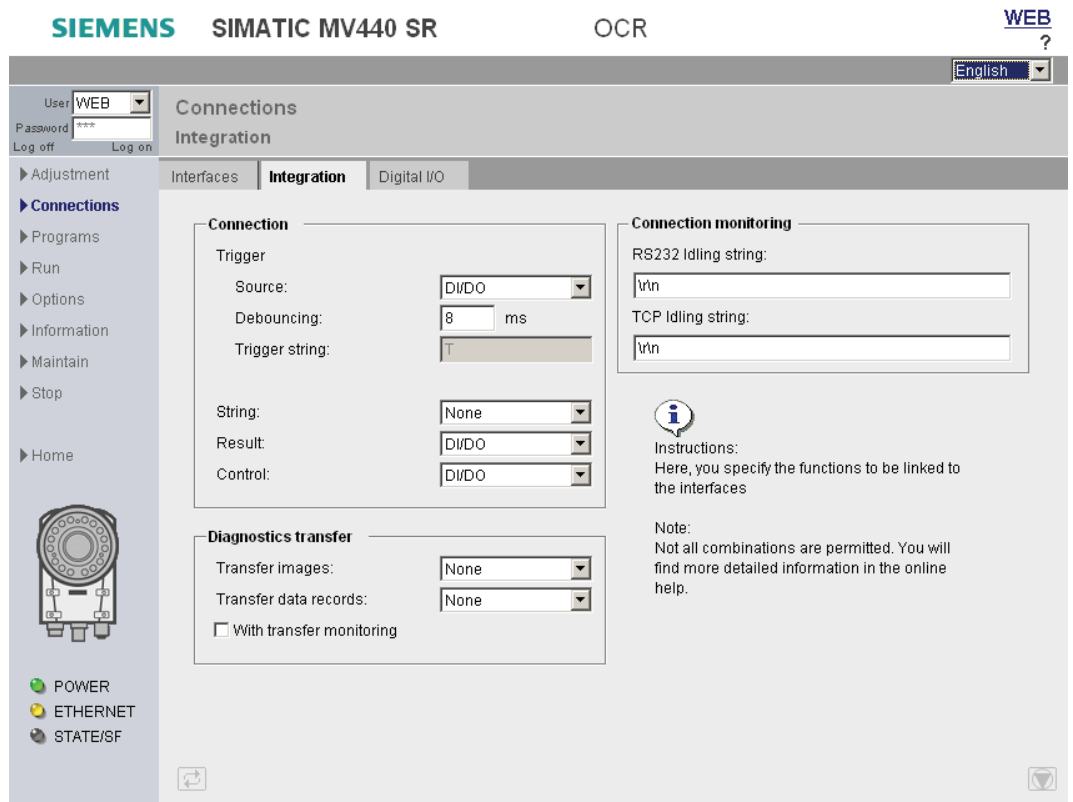 SIEMENS SIMATIC MV440 SR OCR WEB
?
English
User WEB
Password ***
Log off Log on
Connections
Integration
Adjustment
Connections
Programs
Run
Options
Information
Maintain
Stop
Home
POWER
ETHERNET
STATE/SF
Interfaces Integration Digital I/O
Connection
Trigger
Source: DI/DO
Debouncing: 8 ms
Trigger string: T
String: None
Result: DI/DO
Control: DI/DO
Diagnostics transfer
Transfer images: None
Transfer data records: None
With transfer monitoring
Connection monitoring
RS232 Idling string:
\r\n
TCP Idling string:
\r\n
Instructions:
Here, you specify the functions to be linked to
the interfaces
Note:
Not all combinations are permitted. You will
find more detailed information in the online
help.